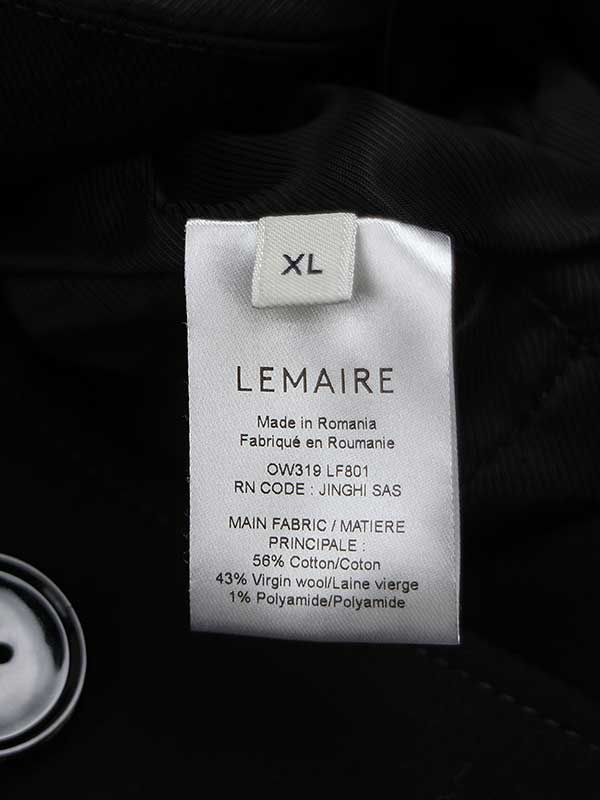 XL
LEMAIRE
Made in Romania
Fabriqué en Roumanie
OW319 LF801
RN CODE : JINGHI SAS
MAIN FABRIC / MATIERE
PRINCIPALE :
56% Cotton/Coton
43% Virgin wool/Laine vierge
1% Polyamide/Polyamide